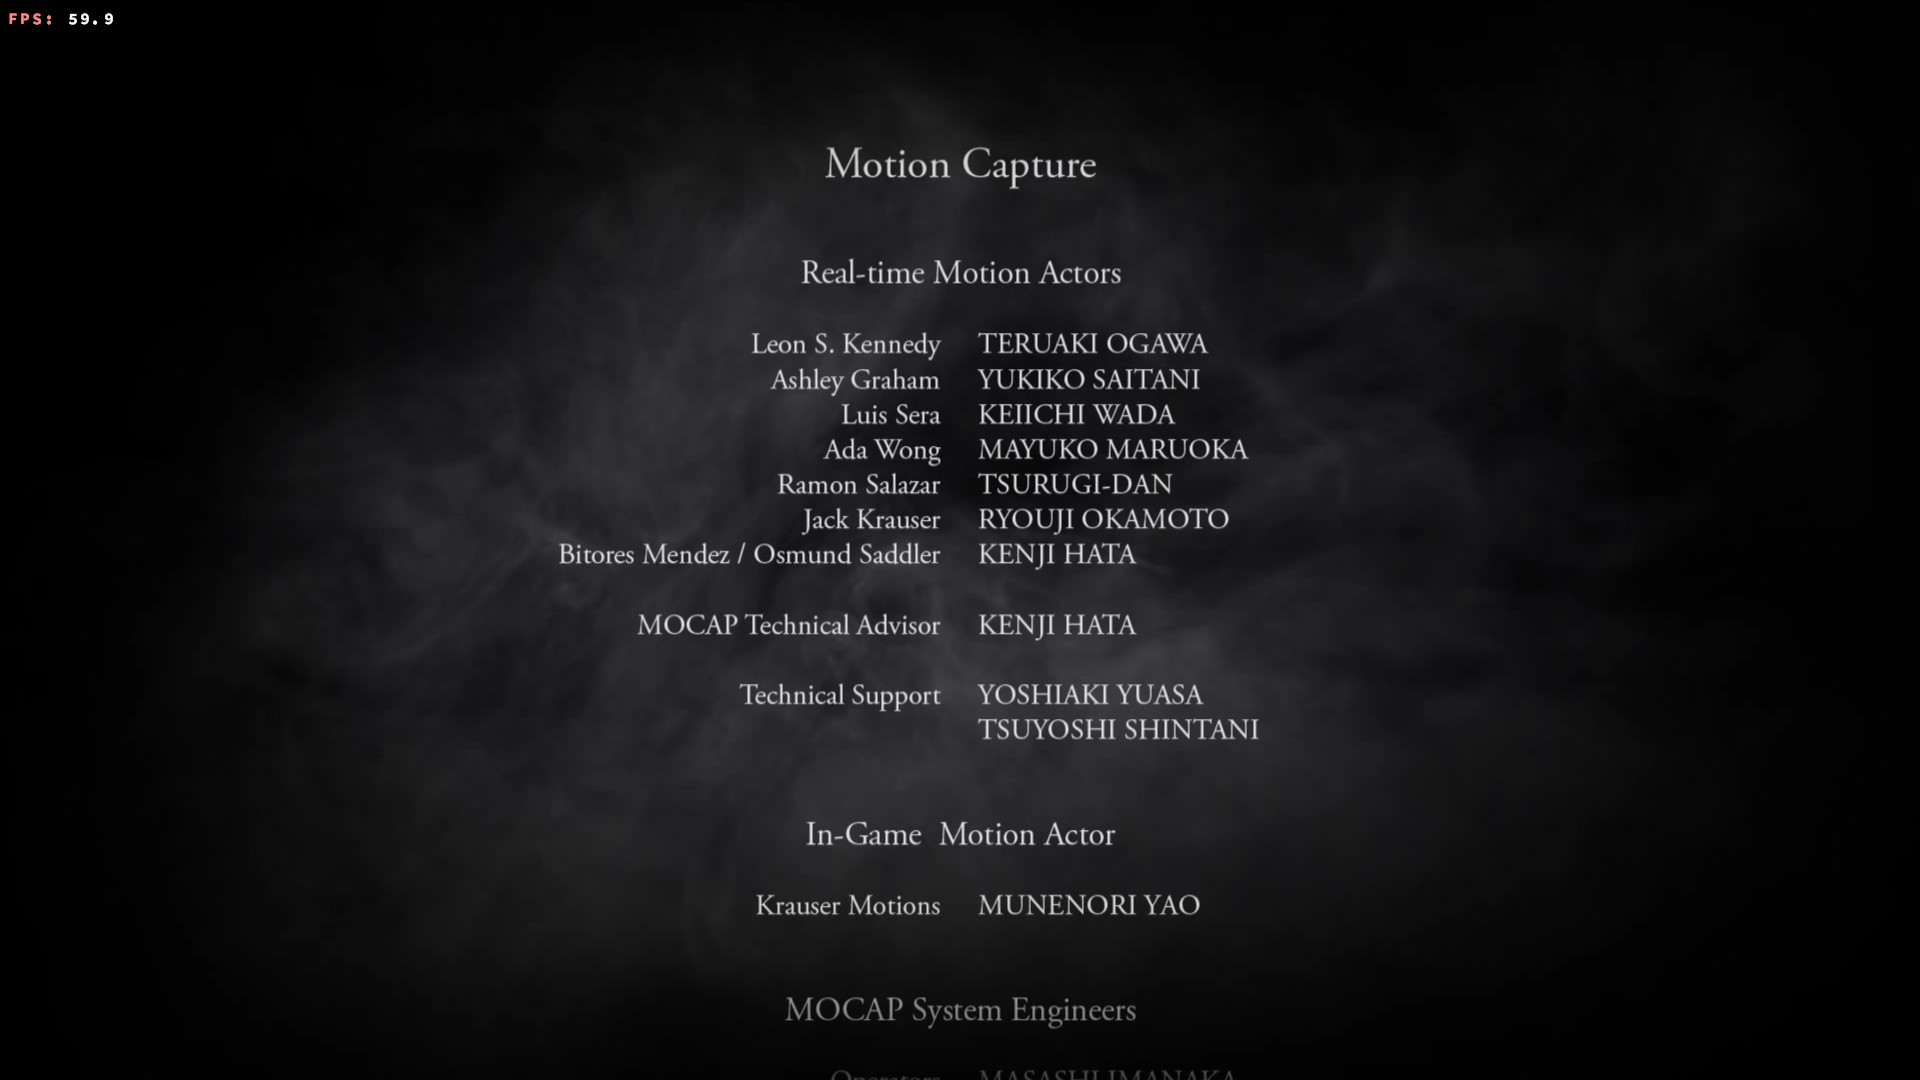 FPS: 59.9
Motion Capture
Real-time Motion Actors
Leon S. Kennedy TERUAKI OGAWA
Ashley Graham YUKIKO SAITANI
Luis Sera KEIICHI WADA
Ada Wong MAYUKO MARUOKA
Ramon Salazar TSURUGI-DAN
Jack Krauser RYOUJI OKAMOTO
Bitores Mendez / Osmund Saddler KENJI HATA
MOCAP Technical Advisor KENJI HATA
Technical Support YOSHIAKI YUASA
TSUYOSHI SHINTANI
In-Game Motion Actor
Krauser Motions MUNENORI YAO
MOCAP System Engineers
Operators MASASHI IMANAKA